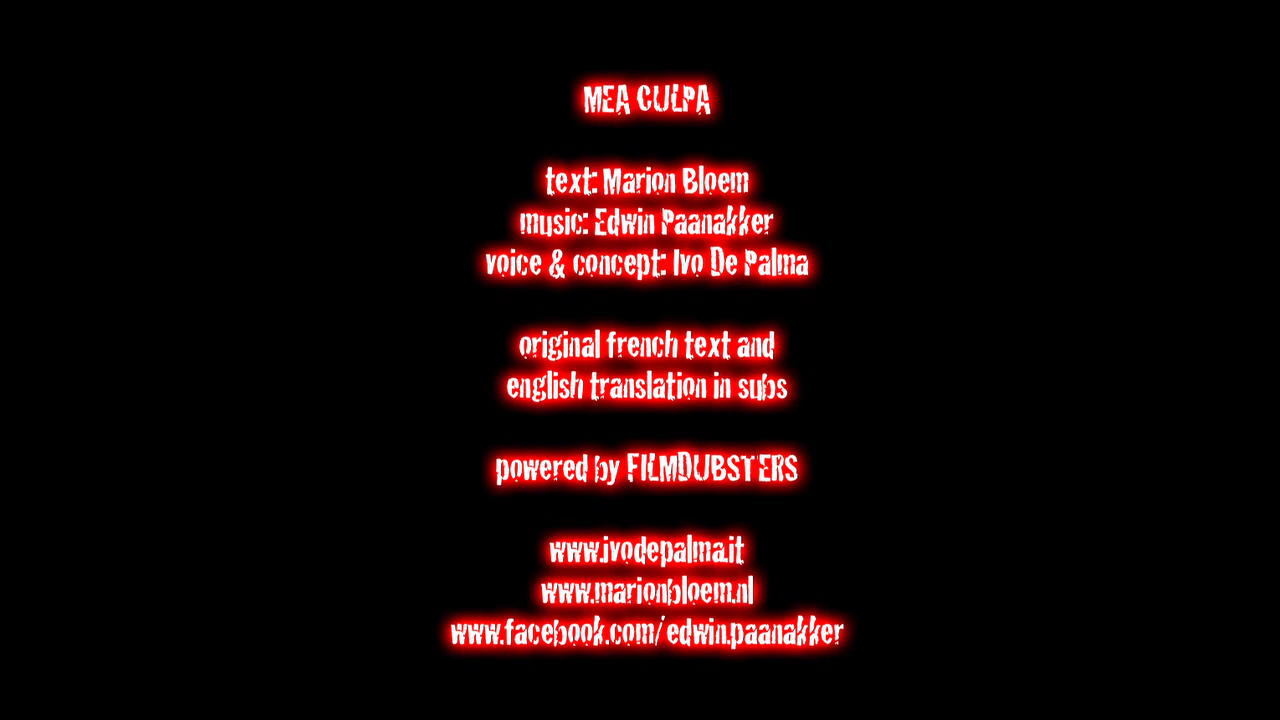 MEA CULPA
text: Marion Bloem
music: Edwin Paanakker
voice & concept: Ivo De Palma
original french text and
english translation in subs
powered by FILMDUBSTERS
www.ivodepalma.it
www.marionbloem.nl
www.facebook.com/edwin.paanakker